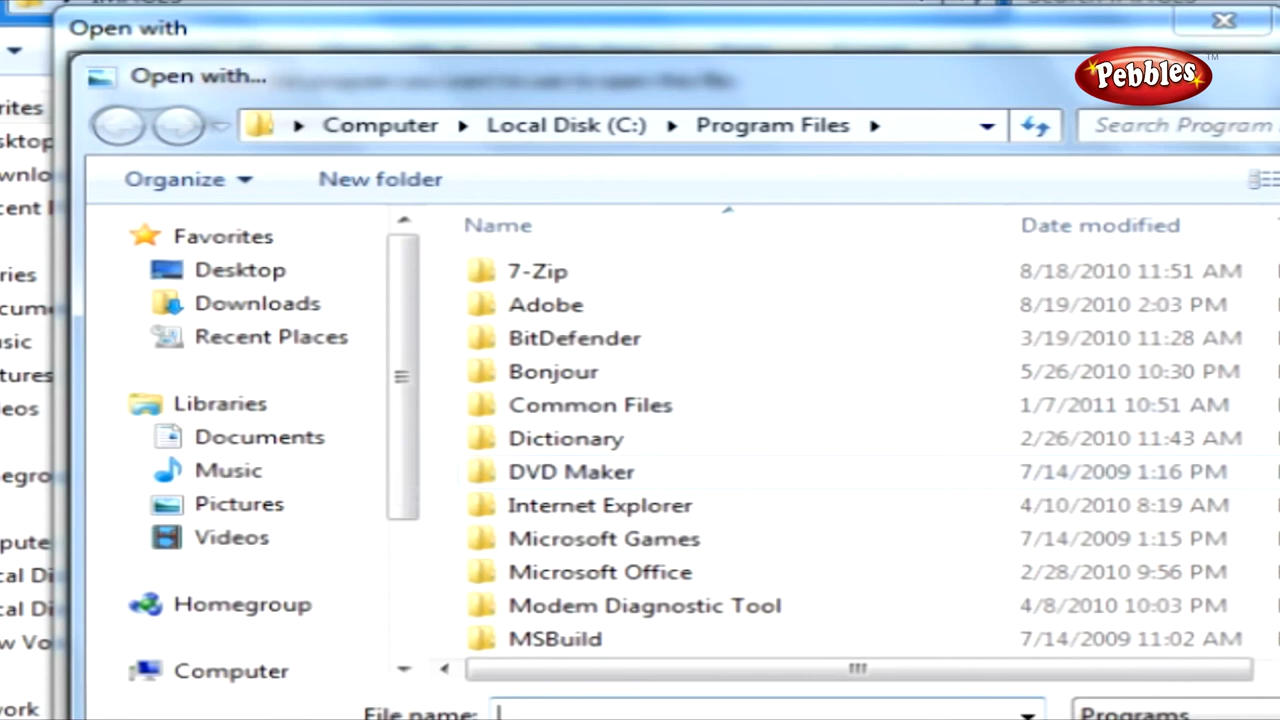 Open with
Open with...
Pebbles™
Computer Local Disk (C:) Program Files
Search Program
Organize
New folder
Name
Date modified
Favorites
Desktop
Downloads
Recent Places
Libraries
Documents
Music
Pictures
Videos
Homegroup
Computer
7-Zip 8/18/2010 11:51 AM
Adobe 8/19/2010 2:03 PM
BitDefender 3/19/2010 11:28 AM
Bonjour 5/26/2010 10:30 PM
Common Files 1/7/2011 10:51 AM
Dictionary 2/26/2010 11:43 AM
DVD Maker 7/14/2009 1:16 PM
Internet Explorer 4/10/2010 8:19 AM
Microsoft Games 7/14/2009 1:15 PM
Microsoft Office 2/28/2010 9:56 PM
Modem Diagnostic Tool 4/8/2010 10:03 PM
MSBuild 7/14/2009 11:02 AM
File name:
Programs